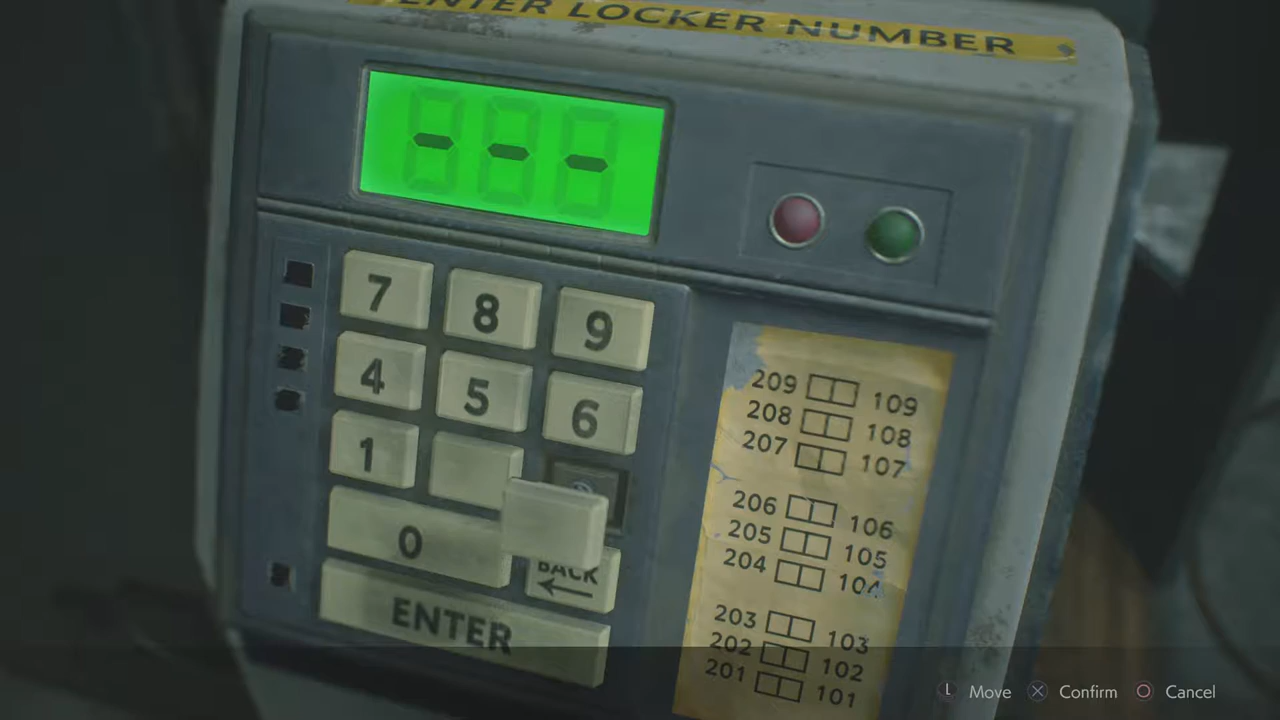 ENTER LOCKER NUMBER
7 8 9
4 5 6
1
0
BACK
ENTER
209 109
208 108
207 107
206 106
205 105
204 104
203 103
202 102
201 101
L Move X Confirm O Cancel